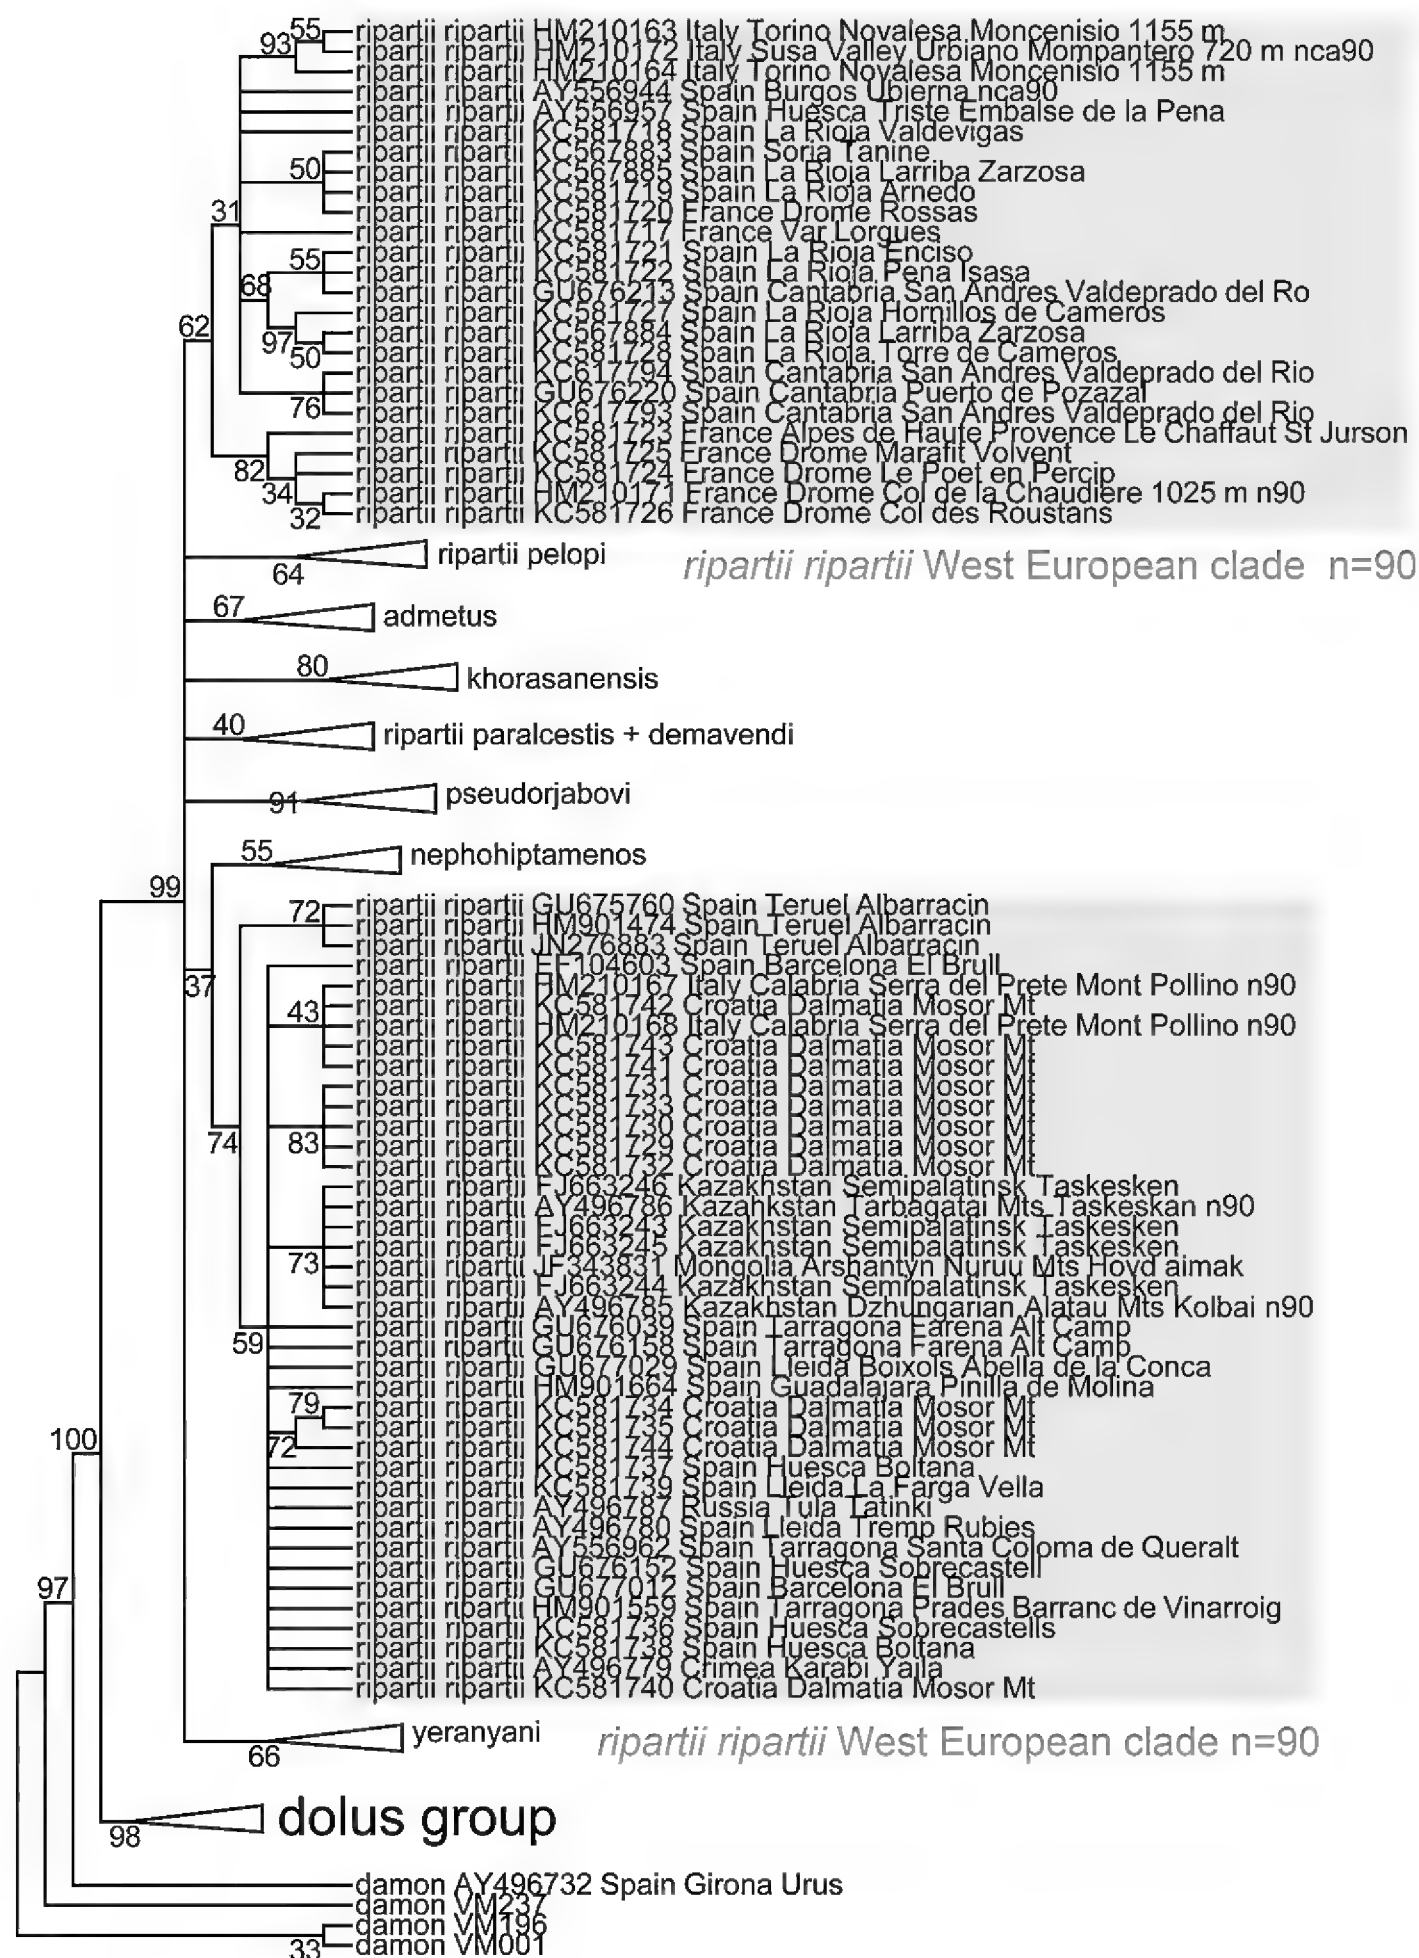 55
ripartii ripartii HM210163 Italy Torino Novalesa Moncenisio 1155 m
93
ripartii ripartii HM210172 Italy Susa Valley Urbiano Mompantero 720 m nca90
ripartii ripartii HM210164 Italy Torino Novalesa Moncenisio 1155 m
ripartii ripartii AY556944 Spain Burgos Ubierna nca90
ripartii ripartii AY556957 Spain Huesca Triste Embalse de la Pena
ripartii ripartii KC581718 Spain La Rioja Valdevigas
ripartii ripartii KC567883 Spain Soria Tanine
50
ripartii ripartii KC567885 Spain La Rioja Larriba Zarzosa
ripartii ripartii KC581719 Spain La Rioja Arnedo
31
ripartii ripartii KC581720 France Drome Rossas
ripartii ripartii KC581717 France Var Lorgues
55
ripartii ripartii KC581721 Spain La Rioja Enciso
ripartii ripartii KC581722 Spain La Rioja Pena Isasa
68
ripartii ripartii GU676213 Spain Cantabria San Andres Valdeprado del Ro
ripartii ripartii KC581727 Spain La Rioja Hornillos de Cameros
62
ripartii ripartii KC567884 Spain La Rioja Larriba Zarzosa
97
50
ripartii ripartii KC581728 Spain La Rioja Torre de Cameros
ripartii ripartii KC617794 Spain Cantabria San Andres Valdeprado del Rio
ripartii ripartii GU676220 Spain Cantabria Puerto de Pozazal
76
ripartii ripartii KC617793 Spain Cantabria San Andres Valdeprado del Rio
ripartii ripartii KC581723 France Alpes de Haute Provence Le Chaffaut St Jurson
ripartii ripartii KC581725 France Drome Marafit Volvent
82
ripartii ripartii KC581724 France Drome Le Poet en Percip
34
ripartii ripartii HM210171 France Drome Col de la Chaudiere 1025 m n90
32
ripartii ripartii KC581726 France Drome Col des Roustans
64
ripartii pelopi
ripartii ripartii West European clade n=90
67
admetus
80
khorasanensis
40
ripartii paralcestis + demavendi
91
pseudorjabovi
55
nephohiptamenos
99
72
ripartii ripartii GU675760 Spain Teruel Albarracin
ripartii ripartii HM901474 Spain Teruel Albarracin
ripartii ripartii JN276883 Spain Teruel Albarracin
ripartii ripartii EF104603 Spain Barcelona El Brull
37
ripartii ripartii HM210167 Italy Calabria Serra del Prete Mont Pollino n90
43
ripartii ripartii KC581742 Croatia Dalmatia Mosor Mt
ripartii ripartii HM210168 Italy Calabria Serra del Prete Mont Pollino n90
ripartii ripartii KC581743 Croatia Dalmatia Mosor Mt
ripartii ripartii KC581741 Croatia Dalmatia Mosor Mt
ripartii ripartii KC581731 Croatia Dalmatia Mosor Mt
ripartii ripartii KC581733 Croatia Dalmatia Mosor Mt
ripartii ripartii KC581730 Croatia Dalmatia Mosor Mt
74
83
ripartii ripartii KC581729 Croatia Dalmatia Mosor Mt
ripartii ripartii KC581732 Croatia Dalmatia Mosor Mt
ripartii ripartii FJ663246 Kazakhstan Semipalatinsk Taskesken
ripartii ripartii AY496786 Kazahkstan Tarbagatai Mts Taskeskan n90
ripartii ripartii FJ663243 Kazakhstan Semipalatinsk Taskesken
ripartii ripartii FJ663245 Kazakhstan Semipalatinsk Taskesken
73
ripartii ripartii JF343831 Mongolia Arshantyn Nuruu Mts Hovd aimak
ripartii ripartii FJ663244 Kazakhstan Semipalatinsk Taskesken
ripartii ripartii AY496785 Kazakhstan Dzhungarian Alatau Mts Kolbai n90
ripartii ripartii GU676039 Spain Tarragona Farena Alt Camp
59
ripartii ripartii GU676158 Spain Tarragona Farena Alt Camp
ripartii ripartii GU677029 Spain Lleida Boixols Abella de la Conca
ripartii ripartii HM901664 Spain Guadalajara Pinilla de Molina
79
ripartii ripartii KC581734 Croatia Dalmatia Mosor Mt
ripartii ripartii KC581735 Croatia Dalmatia Mosor Mt
100
72
ripartii ripartii KC581744 Croatia Dalmatia Mosor Mt
ripartii ripartii KC581737 Spain Huesca Boltana
ripartii ripartii KC581739 Spain Lleida La Farga Vella
ripartii ripartii AY496787 Russia Tula Tatinki
ripartii ripartii AY496780 Spain Lleida Tremp Rubies
ripartii ripartii AY556962 Spain Tarragona Santa Coloma de Queralt
ripartii ripartii GU676152 Spain Huesca Sobrecastell
97
ripartii ripartii GU677012 Spain Barcelona El Brull
ripartii ripartii HM901559 Spain Tarragona Prades Barranc de Vinarroig
ripartii ripartii KC581736 Spain Huesca Sobrecastells
ripartii ripartii KC581738 Spain Huesca Boltana
ripartii ripartii AY496779 Crimea Karabi Yaila
ripartii ripartii KC581740 Croatia Dalmatia Mosor Mt
66
yeranyani
ripartii ripartii West European clade n=90
98
dolus group
damon AY496732 Spain Girona Urus
damon VM237
damon VM196
33
damon VM001